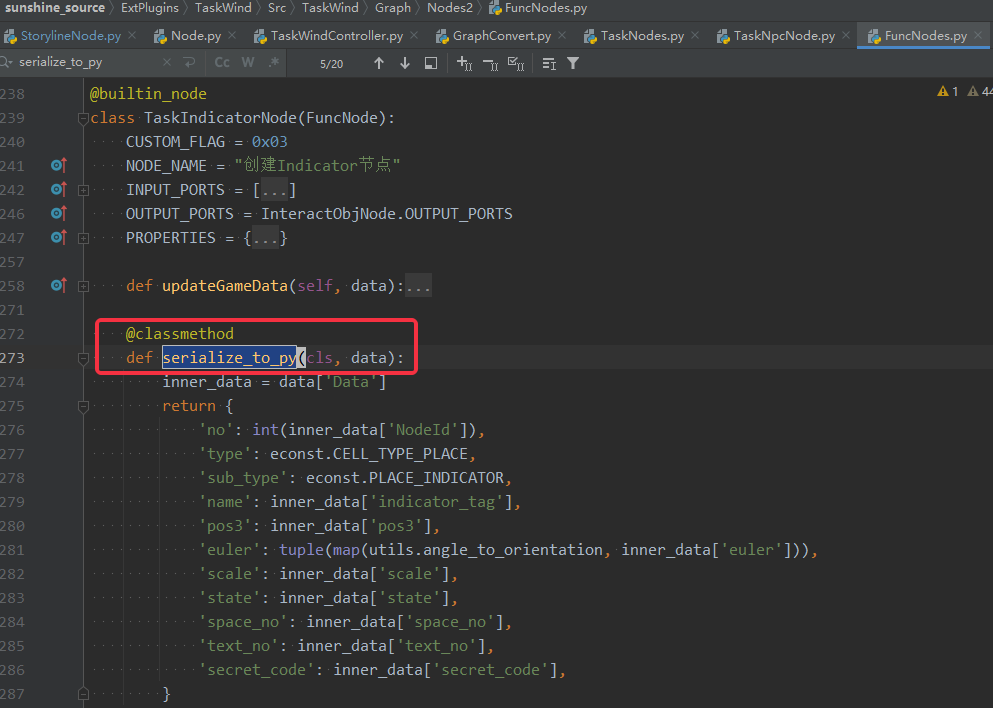 sunshine_source › ExtPlugins › TaskWind › Src › TaskWind › Graph › Nodes2 › FuncNodes.py
StorylineNode.py × Node.py × TaskWindController.py × GraphConvert.py × TaskNodes.py × TaskNpcNode.py × FuncNodes.py ×
serialize_to_py × Cc W .* 5/20
238 @builtin_node 1 44
239 class TaskIndicatorNode(FuncNode):
240 CUSTOM_FLAG = 0x03
241 NODE_NAME = "创建Indicator节点"
242 INPUT_PORTS = [...]
246 OUTPUT_PORTS = InteractObjNode.OUTPUT_PORTS
247 PROPERTIES = {...}
257
258 def updateGameData(self, data):...
271
272 @classmethod
273 def serialize_to_py(cls, data):
274 inner_data = data['Data']
275 return {
276 'no': int(inner_data['NodeId']),
277 'type': econst.CELL_TYPE_PLACE,
278 'sub_type': econst.PLACE_INDICATOR,
279 'name': inner_data['indicator_tag'],
280 'pos3': inner_data['pos3'],
281 'euler': tuple(map(utils.angle_to_orientation, inner_data['euler'])),
282 'scale': inner_data['scale'],
283 'state': inner_data['state'],
284 'space_no': inner_data['space_no'],
285 'text_no': inner_data['text_no'],
286 'secret_code': inner_data['secret_code'],
287 }